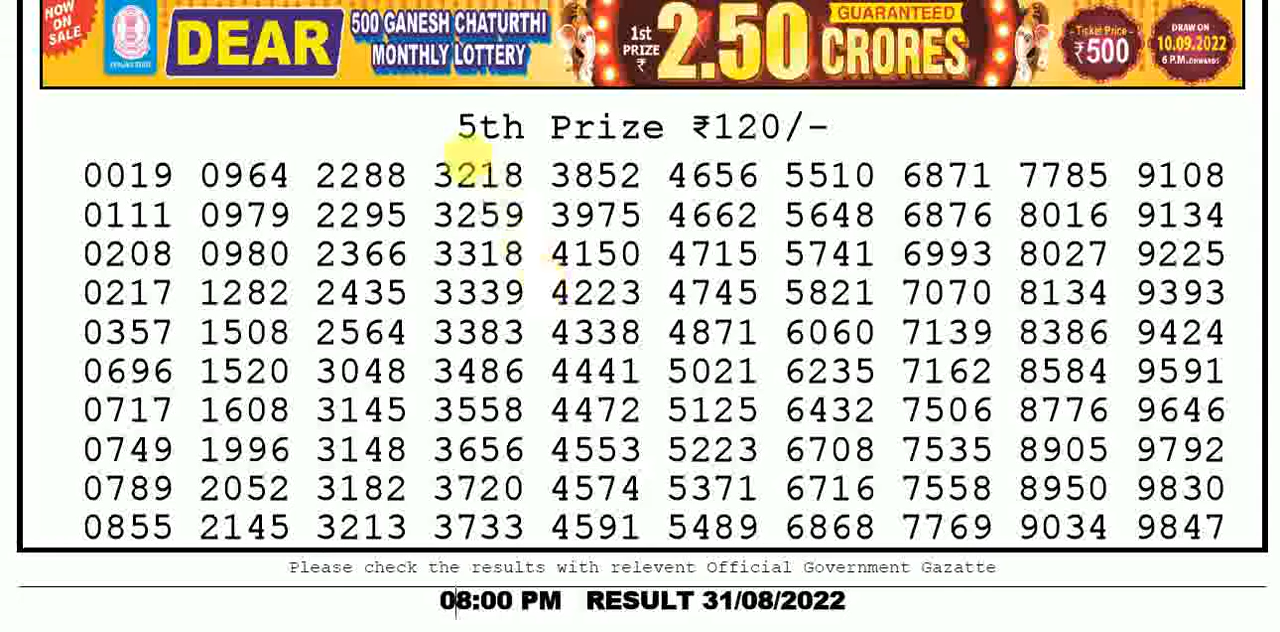 NOW
ON
SALE
DEAR
500 GANESH CHATURTHI
MONTHLY LOTTERY
1st
PRIZE
₹
2.50
GUARANTEED
CRORES
- Ticket Price -
₹500
DRAW ON
10.09.2022
6 P.M.ONWARDS
5th Prize ₹120/-
0019 0964 2288 3218 3852 4656 5510 6871 7785 9108
0111 0979 2295 3259 3975 4662 5648 6876 8016 9134
0208 0980 2366 3318 4150 4715 5741 6993 8027 9225
0217 1282 2435 3339 4223 4745 5821 7070 8134 9393
0357 1508 2564 3383 4338 4871 6060 7139 8386 9424
0696 1520 3048 3486 4441 5021 6235 7162 8584 9591
0717 1608 3145 3558 4472 5125 6432 7506 8776 9646
0749 1996 3148 3656 4553 5223 6708 7535 8905 9792
0789 2052 3182 3720 4574 5371 6716 7558 8950 9830
0855 2145 3213 3733 4591 5489 6868 7769 9034 9847
Please check the results with relevent Official Government Gazatte
08:00 PM RESULT 31/08/2022